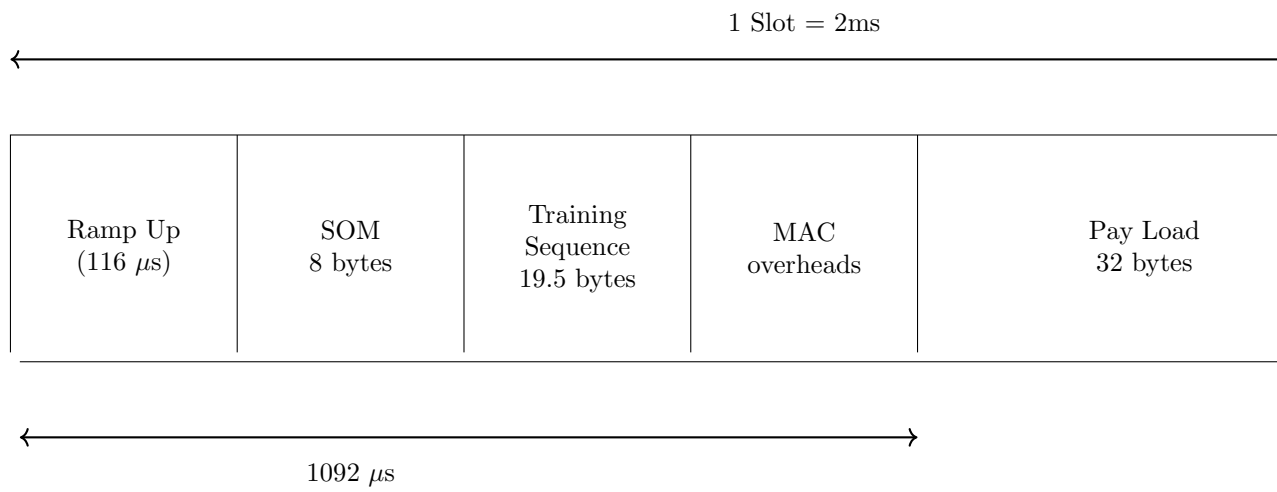 1 Slot = 2ms
Ramp Up
(116 μs)
SOM
8 bytes
Training
Sequence
19.5 bytes
MAC
overheads
Pay Load
32 bytes
1092 μs